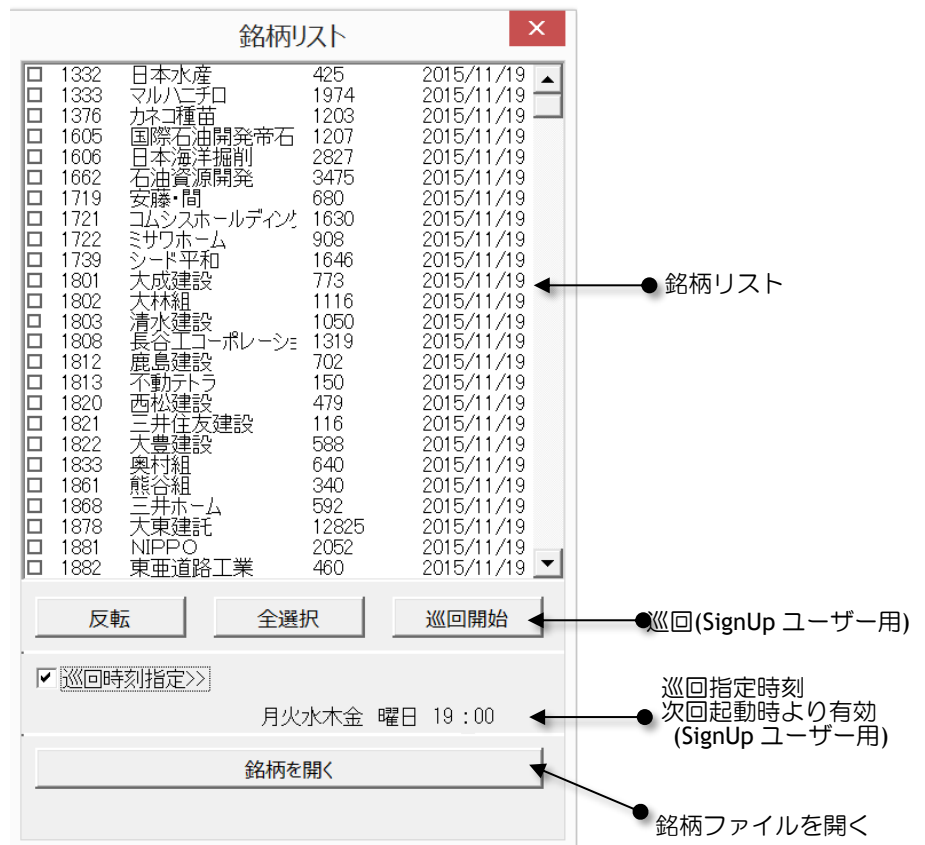 銘柄リスト
1332 日本水産 425 2015/11/19
1333 マルハニチロ 1974 2015/11/19
1376 カネコ種苗 1203 2015/11/19
1605 国際石油開発帝石 1207 2015/11/19
1606 日本海洋掘削 2827 2015/11/19
1662 石油資源開発 3475 2015/11/19
1719 安藤・間 680 2015/11/19
1721 コムシスホールディング 1630 2015/11/19
1722 ミサワホーム 908 2015/11/19
1739 シード平和 1646 2015/11/19
1801 大成建設 773 2015/11/19
1802 大林組 1116 2015/11/19
1803 清水建設 1050 2015/11/19
1808 長谷工コーポレーショ 1319 2015/11/19
1812 鹿島建設 702 2015/11/19
1813 不動テトラ 150 2015/11/19
1820 西松建設 479 2015/11/19
1821 三井住友建設 116 2015/11/19
1822 大豊建設 588 2015/11/19
1833 奥村組 640 2015/11/19
1861 熊谷組 340 2015/11/19
1868 三井ホーム 592 2015/11/19
1878 大東建託 12825 2015/11/19
1881 NIPPO 2052 2015/11/19
1882 東亜道路工業 460 2015/11/19
銘柄リスト
反転 全選択 巡回開始
巡回(SignUp ユーザー用)
巡回時刻指定>>
月火水木金 曜日 19:00
巡回指定時刻
次回起動時より有効
(SignUp ユーザー用)
銘柄を開く
銘柄ファイルを開く